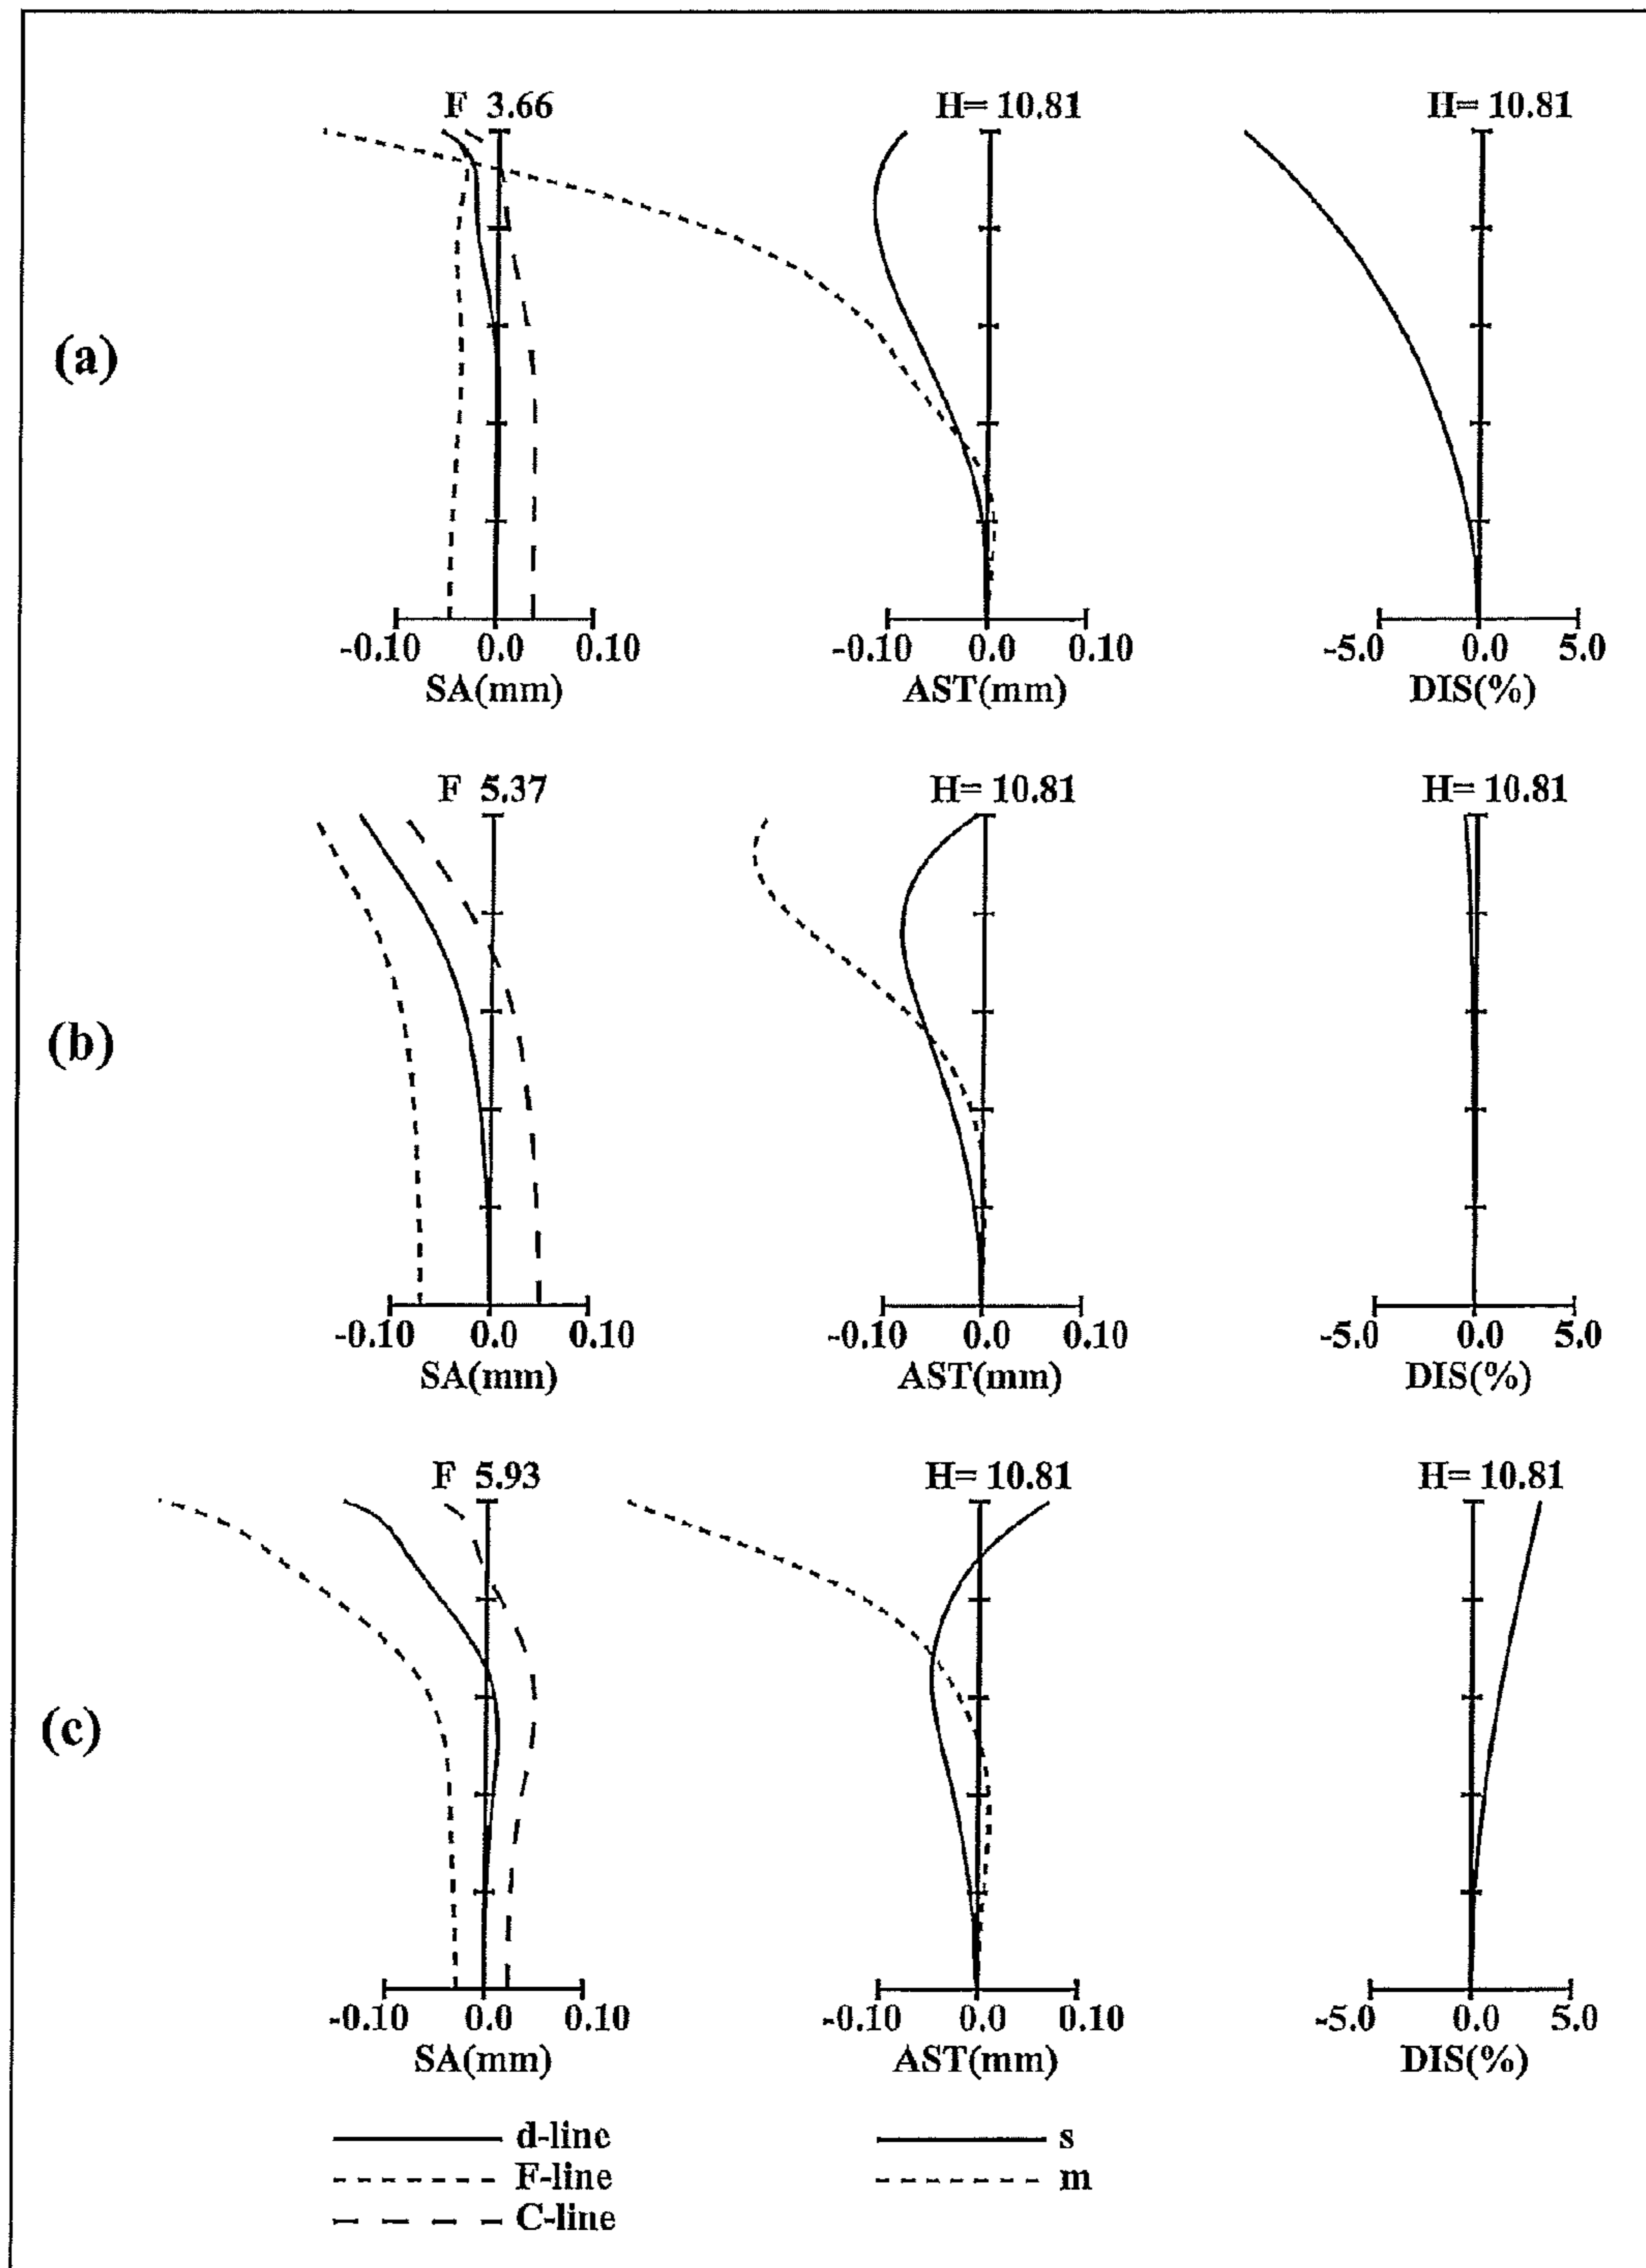 F 3.66 H= 10.81 H= 10.81
(a)
-0.10 0.0 0.10 -0.10 0.0 0.10 -5.0 0.0 5.0
SA(mm) AST(mm) DIS(%)
F 5.37 H= 10.81 H= 10.81
(b)
-0.10 0.0 0.10 -0.10 0.0 0.10 -5.0 0.0 5.0
SA(mm) AST(mm) DIS(%)
F 5.93 H= 10.81 H= 10.81
(c)
-0.10 0.0 0.10 -0.10 0.0 0.10 -5.0 0.0 5.0
SA(mm) AST(mm) DIS(%)
d-line s
F-line m
C-line